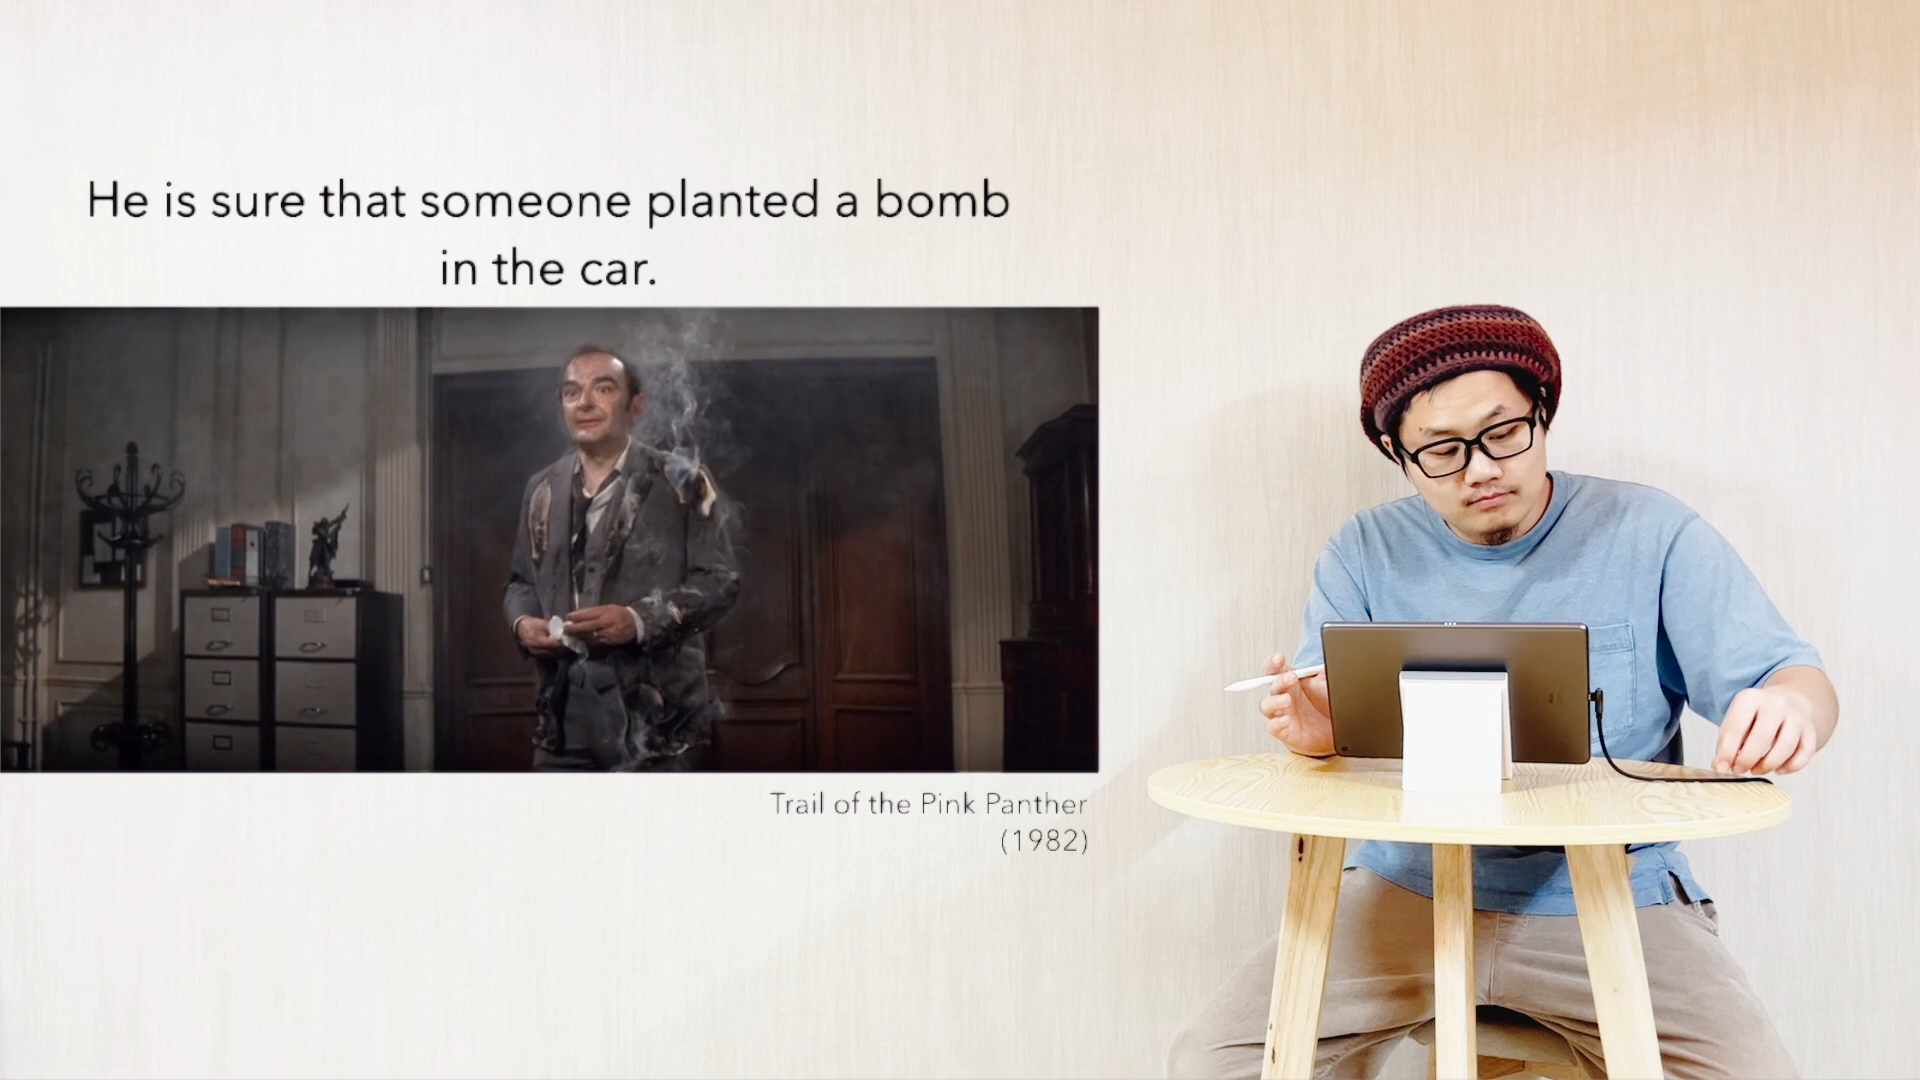 He is sure that someone planted a bomb
in the car.
Trail of the Pink Panther
(1982)